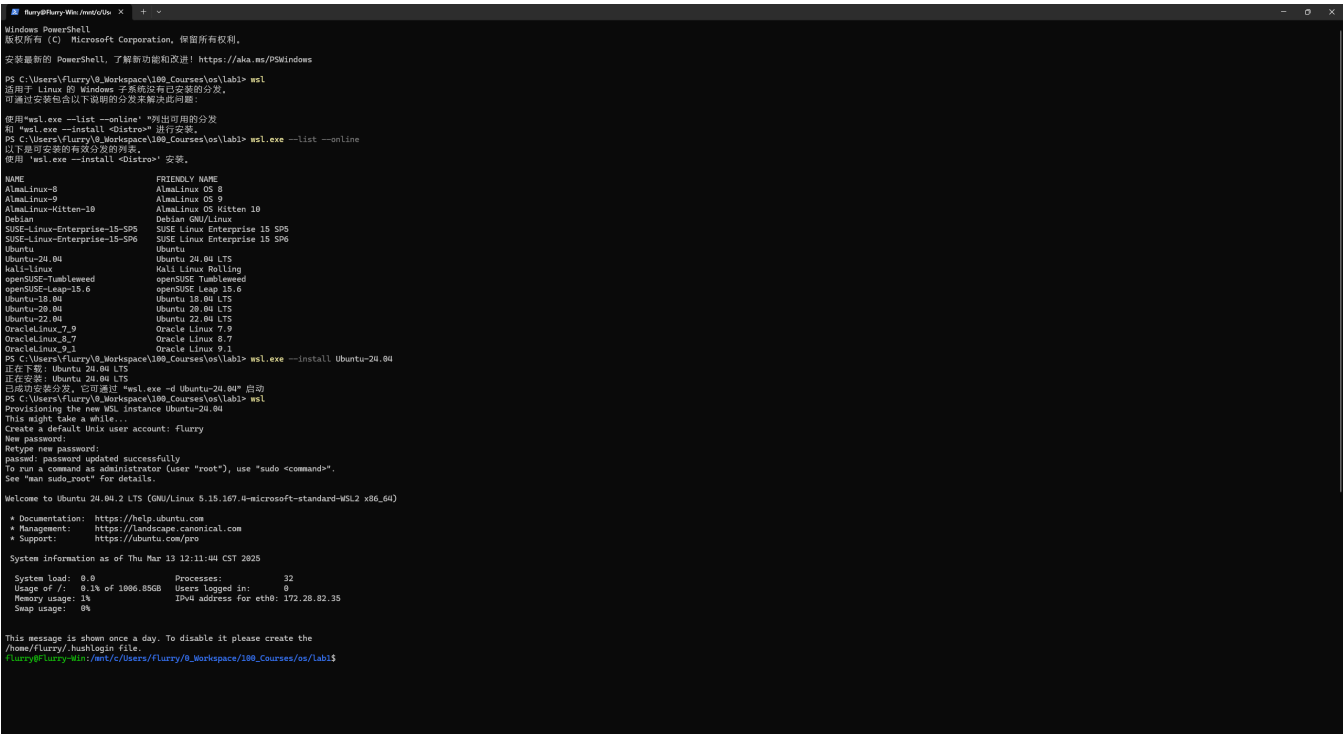 flurry@Flurry-Win: /mnt/c/Use
Windows PowerShell
版权所有 (C) Microsoft Corporation。保留所有权利。
安装最新的 PowerShell，了解新功能和改进！https://aka.ms/PSWindows
PS C:\Users\flurry\0_Workspace\100_Courses\os\lab1> wsl
适用于 Linux 的 Windows 子系统没有已安装的分发。
可通过安装包含以下说明的分发来解决此问题：
使用“wsl.exe --list --online' ”列出可用的分发
和 “wsl.exe --install <Distro>” 进行安装。
PS C:\Users\flurry\0_Workspace\100_Courses\os\lab1> wsl.exe --list --online
以下是可安装的有效分发的列表。
使用 'wsl.exe --install <Distro>' 安装。
NAME FRIENDLY NAME
AlmaLinux-8 AlmaLinux OS 8
AlmaLinux-9 AlmaLinux OS 9
AlmaLinux-Kitten-10 AlmaLinux OS Kitten 10
Debian Debian GNU/Linux
SUSE-Linux-Enterprise-15-SP5 SUSE Linux Enterprise 15 SP5
SUSE-Linux-Enterprise-15-SP6 SUSE Linux Enterprise 15 SP6
Ubuntu Ubuntu
Ubuntu-24.04 Ubuntu 24.04 LTS
kali-linux Kali Linux Rolling
openSUSE-Tumbleweed openSUSE Tumbleweed
openSUSE-Leap-15.6 openSUSE Leap 15.6
Ubuntu-18.04 Ubuntu 18.04 LTS
Ubuntu-20.04 Ubuntu 20.04 LTS
Ubuntu-22.04 Ubuntu 22.04 LTS
OracleLinux_7_9 Oracle Linux 7.9
OracleLinux_8_7 Oracle Linux 8.7
OracleLinux_9_1 Oracle Linux 9.1
PS C:\Users\flurry\0_Workspace\100_Courses\os\lab1> wsl.exe --install Ubuntu-24.04
正在下载: Ubuntu 24.04 LTS
正在安装: Ubuntu 24.04 LTS
已成功安装分发。它可通过 “wsl.exe -d Ubuntu-24.04” 启动
PS C:\Users\flurry\0_Workspace\100_Courses\os\lab1> wsl
Provisioning the new WSL instance Ubuntu-24.04
This might take a while...
Create a default Unix user account: flurry
New password:
Retype new password:
passwd: password updated successfully
To run a command as administrator (user "root"), use "sudo <command>".
See "man sudo_root" for details.
Welcome to Ubuntu 24.04.2 LTS (GNU/Linux 5.15.167.4-microsoft-standard-WSL2 x86_64)
* Documentation: https://help.ubuntu.com
* Management: https://landscape.canonical.com
* Support: https://ubuntu.com/pro
System information as of Thu Mar 13 12:11:44 CST 2025
System load: 0.0 Processes: 32
Usage of /: 0.1% of 1006.85GB Users logged in: 0
Memory usage: 1% IPv4 address for eth0: 172.28.82.35
Swap usage: 0%
This message is shown once a day. To disable it please create the
/home/flurry/.hushlogin file.
flurry@Flurry-Win:/mnt/c/Users/flurry/0_Workspace/100_Courses/os/lab1$